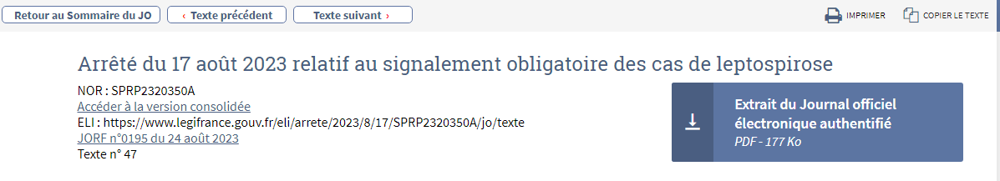 Retour au Sommaire du JO
‹ Texte précédent
Texte suivant ›
IMPRIMER
COPIER LE TEXTE
Arrêté du 17 août 2023 relatif au signalement obligatoire des cas de leptospirose
NOR : SPRP2320350A
Accéder à la version consolidée
ELI : https://www.legifrance.gouv.fr/eli/arrete/2023/8/17/SPRP2320350A/jo/texte
JORF n°0195 du 24 août 2023
Texte n° 47
Extrait du Journal officiel
électronique authentifié
PDF - 177 Ko